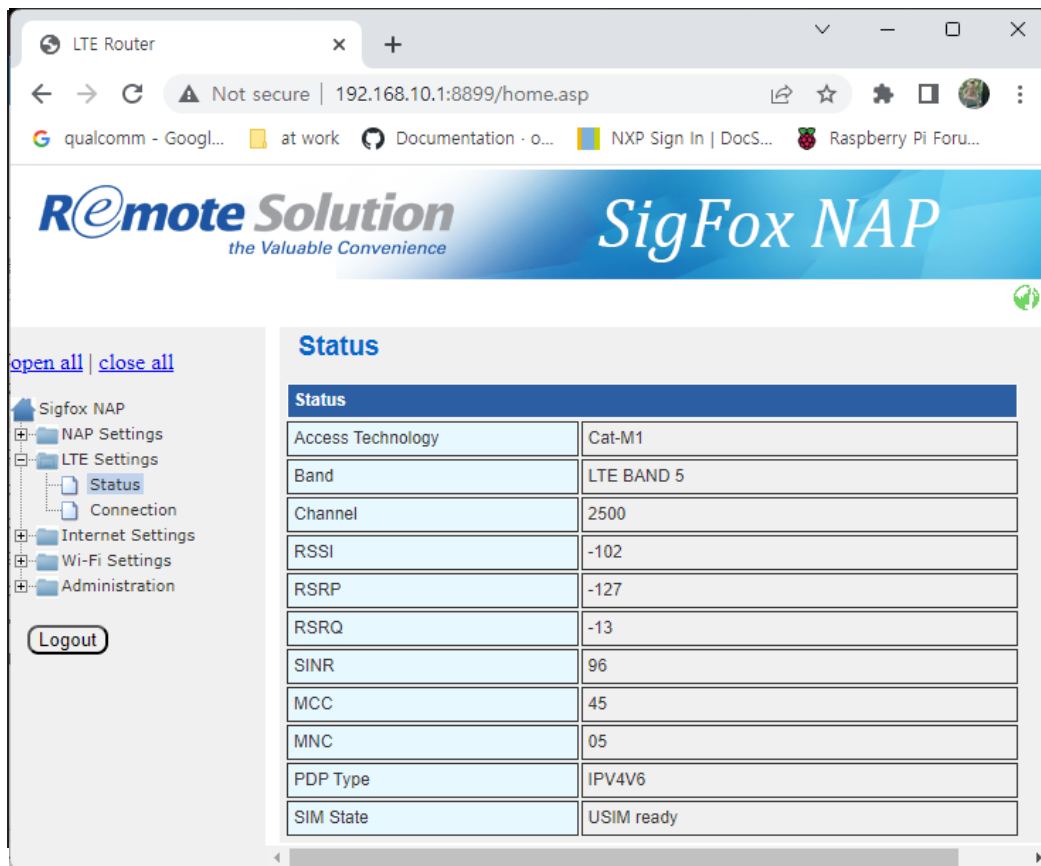 LTE Router
Not secure | 192.168.10.1:8899/home.asp
G qualcomm - Googl... at work Documentation · o... NXP Sign In | DocS... Raspberry Pi Foru...
Remote Solution
the Valuable Convenience
SigFox NAP
open all | close all
Sigfox NAP
NAP Settings
LTE Settings
Status
Connection
Internet Settings
Wi-Fi Settings
Administration
Logout
Status
Status
Access Technology Cat-M1
Band LTE BAND 5
Channel 2500
RSSI -102
RSRP -127
RSRQ -13
SINR 96
MCC 45
MNC 05
PDP Type IPV4V6
SIM State USIM ready